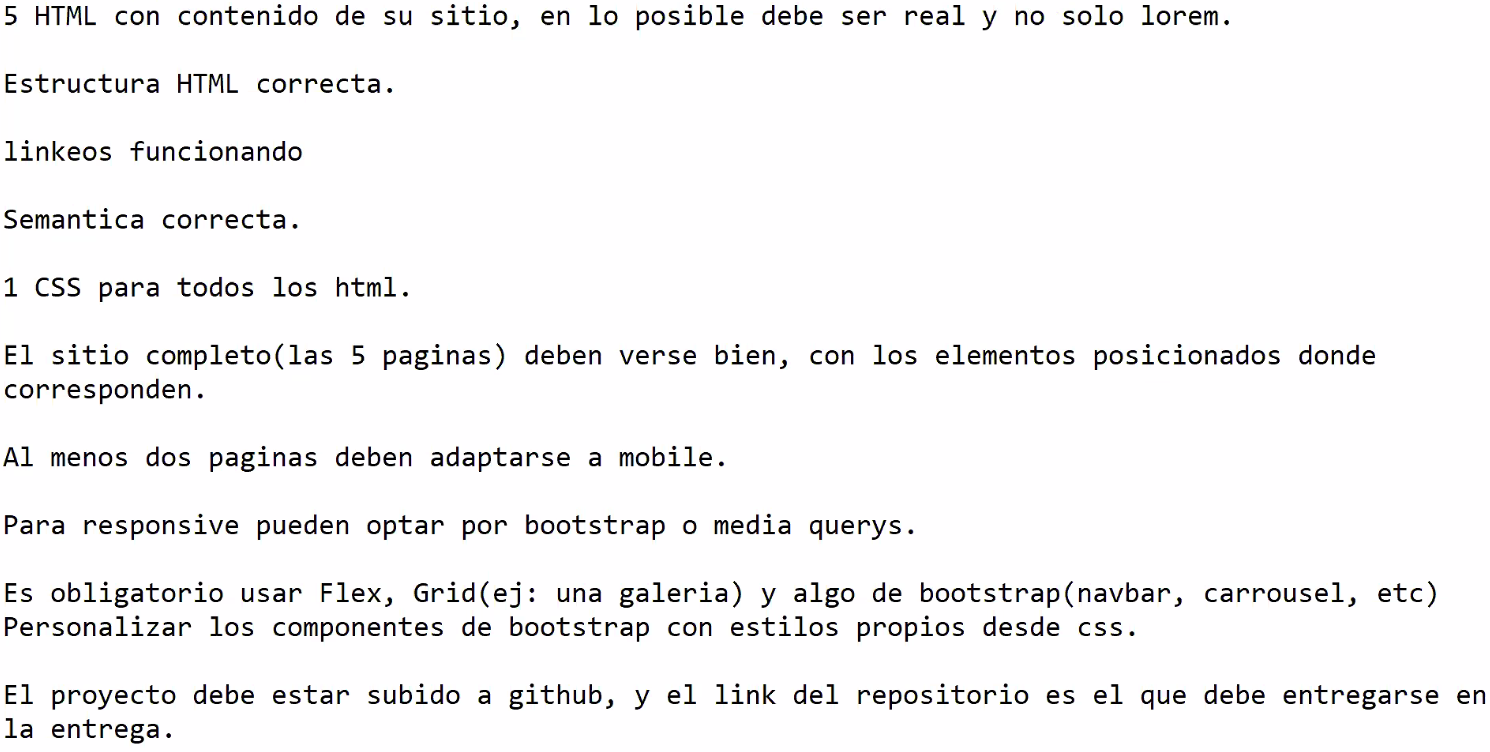 5 HTML con contenido de su sitio, en lo posible debe ser real y no solo lorem.
Estructura HTML correcta.
linkeos funcionando
Semantica correcta.
1 CSS para todos los html.
El sitio completo(las 5 paginas) deben verse bien, con los elementos posicionados donde
corresponden.
Al menos dos paginas deben adaptarse a mobile.
Para responsive pueden optar por bootstrap o media querys.
Es obligatorio usar Flex, Grid(ej: una galeria) y algo de bootstrap(navbar, carrousel, etc)
Personalizar los componentes de bootstrap con estilos propios desde css.
El proyecto debe estar subido a github, y el link del repositorio es el que debe entregarse en
la entrega.